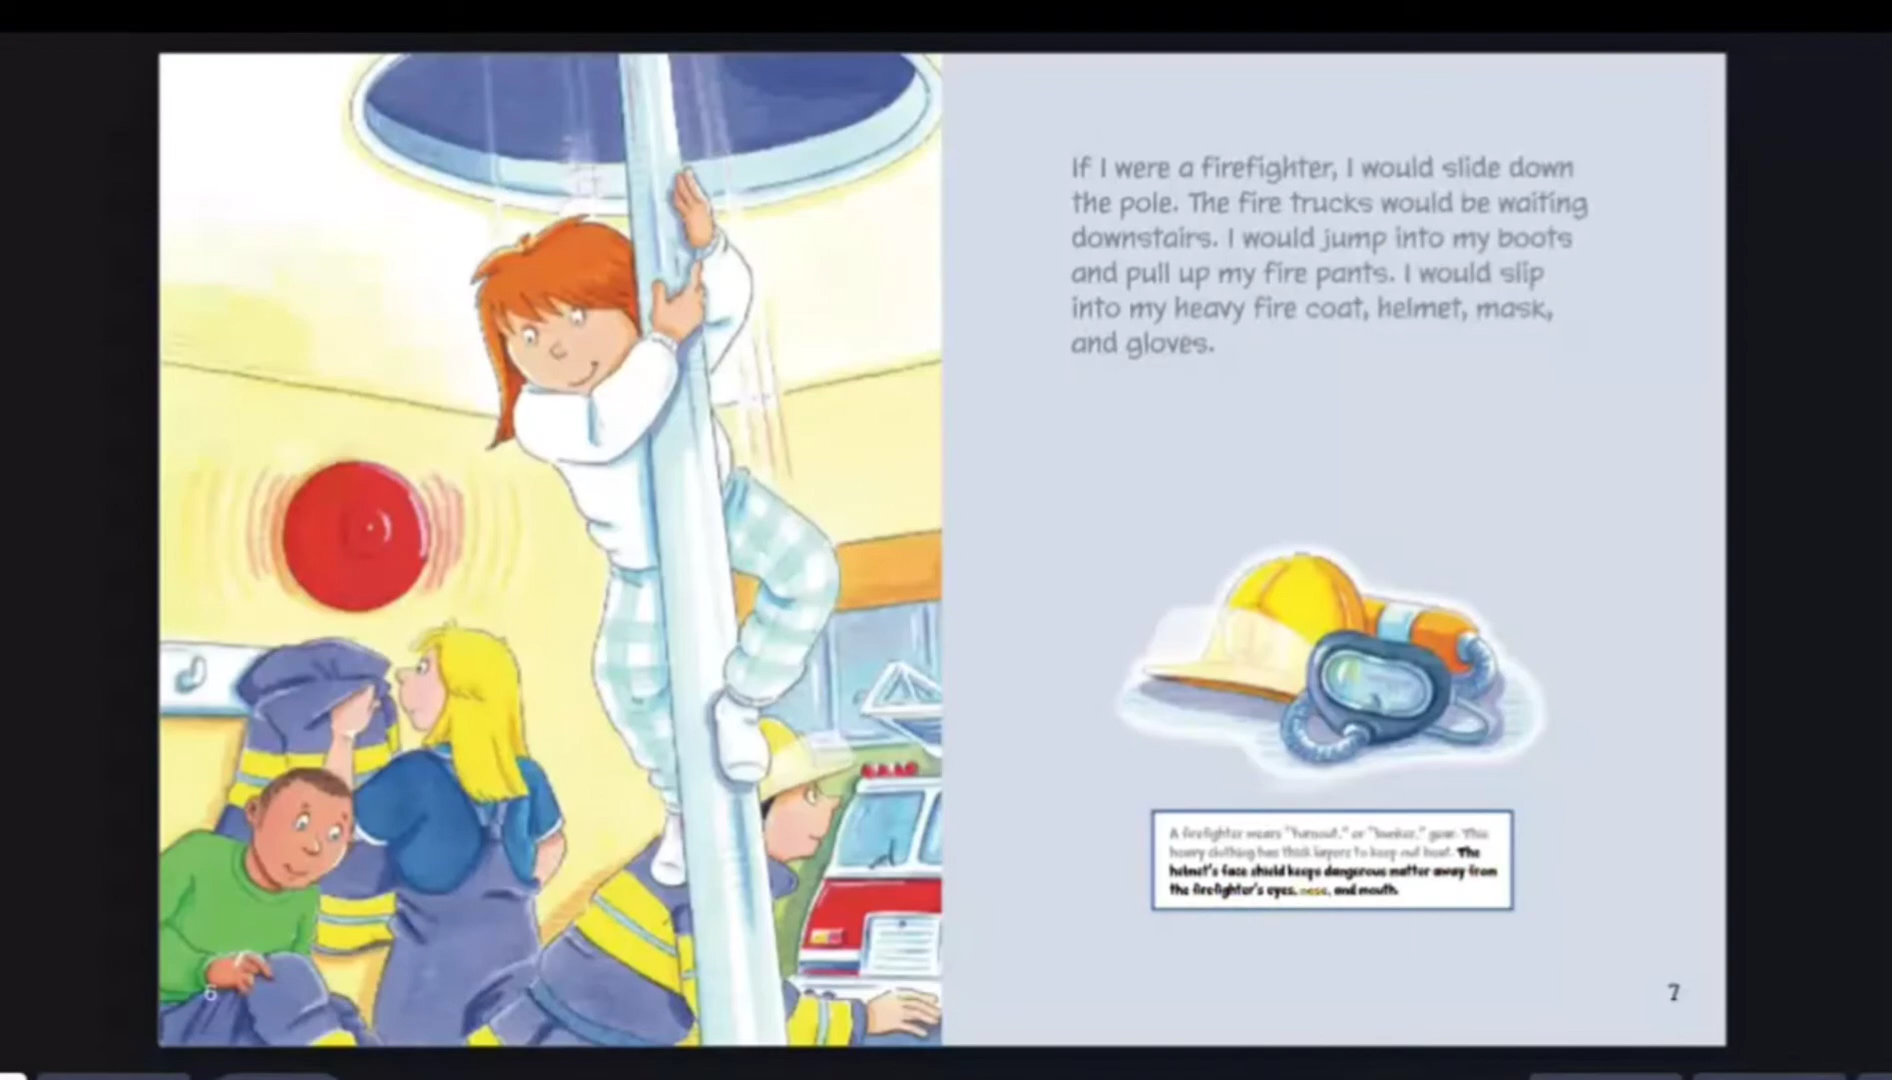 If I were a firefighter, I would slide down
the pole. The fire trucks would be waiting
downstairs. I would jump into my boots
and pull up my fire pants. I would slip
into my heavy fire coat, helmet, mask,
and gloves.
A firefighter wears "turnout," or "bunker," gear. This
heavy clothing has thick layers to keep out heat. The
helmet's face shield keeps dangerous matter away from
the firefighter's eyes, nose, and mouth.
6
7